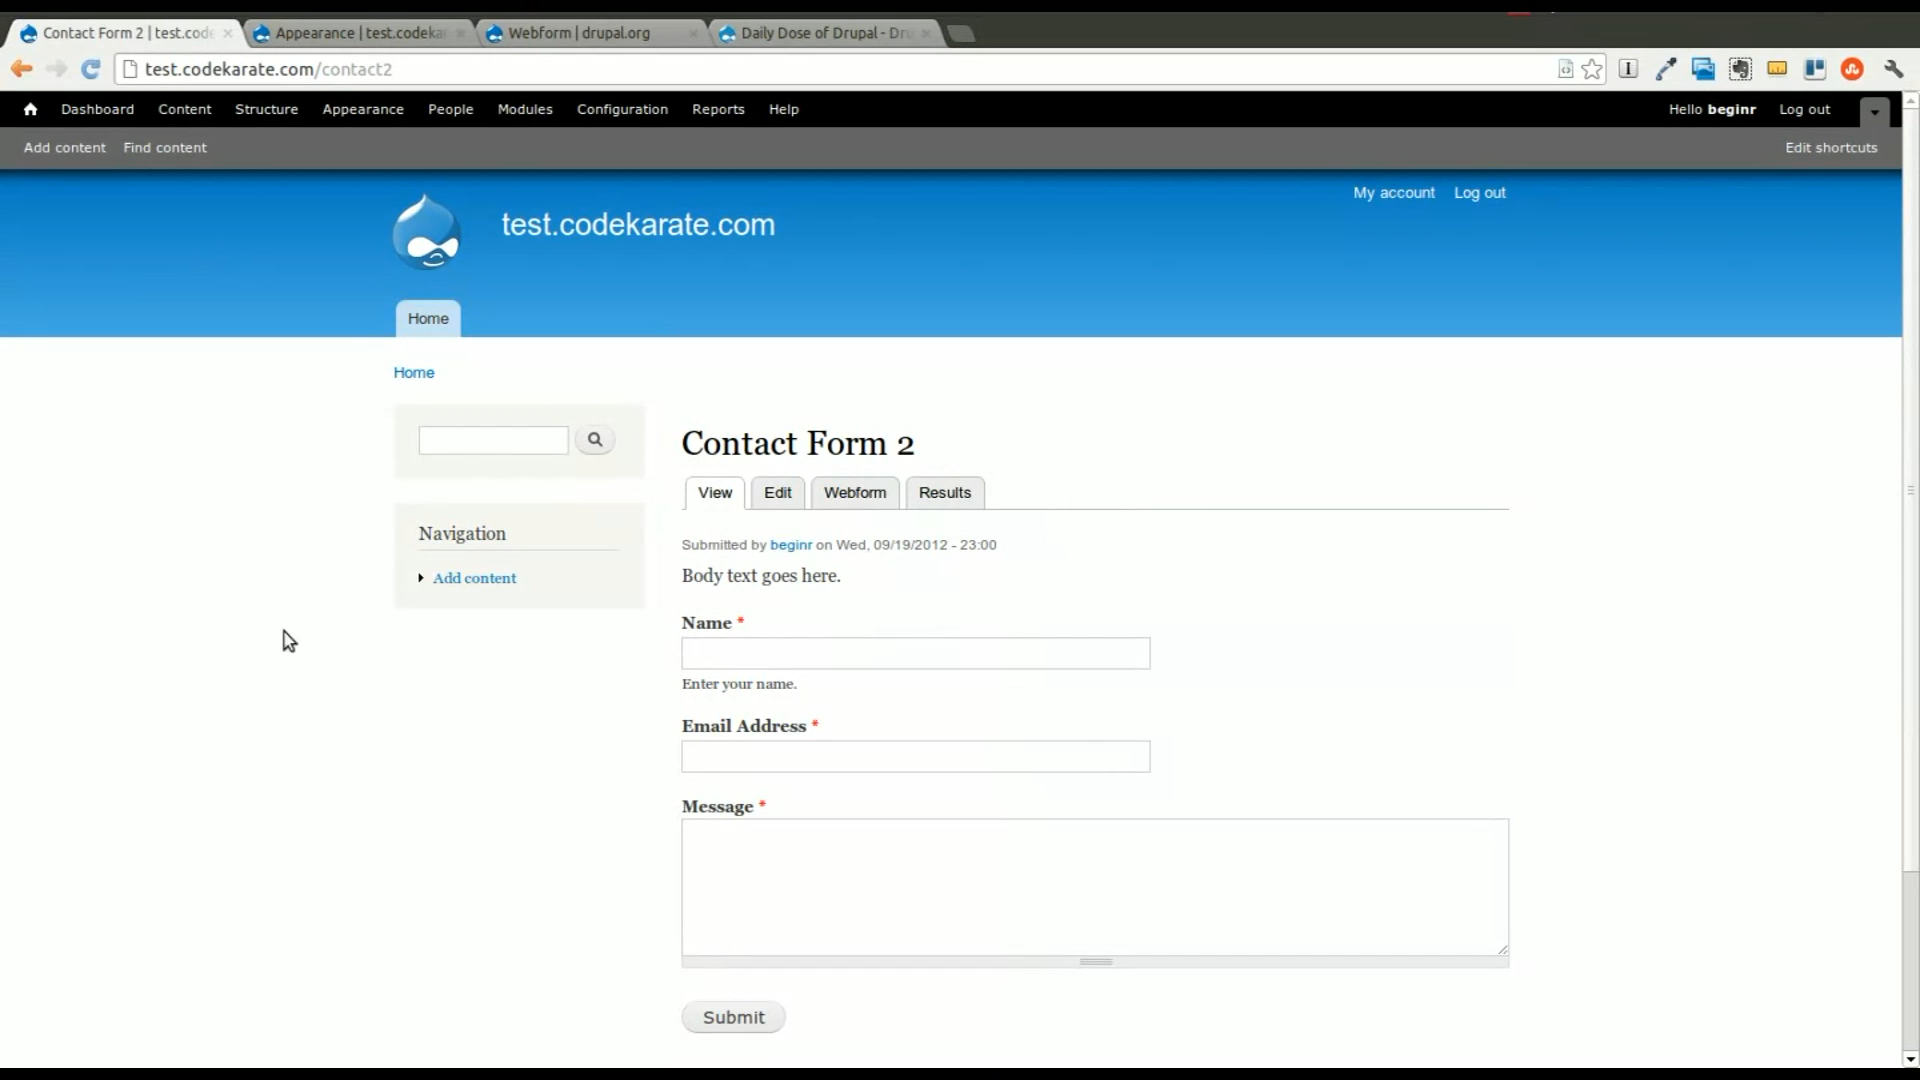 Contact Form 2 | test.code
Appearance | test.codeka
Webform | drupal.org
Daily Dose of Drupal - Dru
test.codekarate.com/contact2
Dashboard Content Structure Appearance People Modules Configuration Reports Help
Hello beginr Log out
Add content Find content
Edit shortcuts
My account Log out
test.codekarate.com
Home
Home
Contact Form 2
View Edit Webform Results
Navigation
Add content
Submitted by beginr on Wed, 09/19/2012 - 23:00
Body text goes here.
Name *
Enter your name.
Email Address *
Message *
Submit